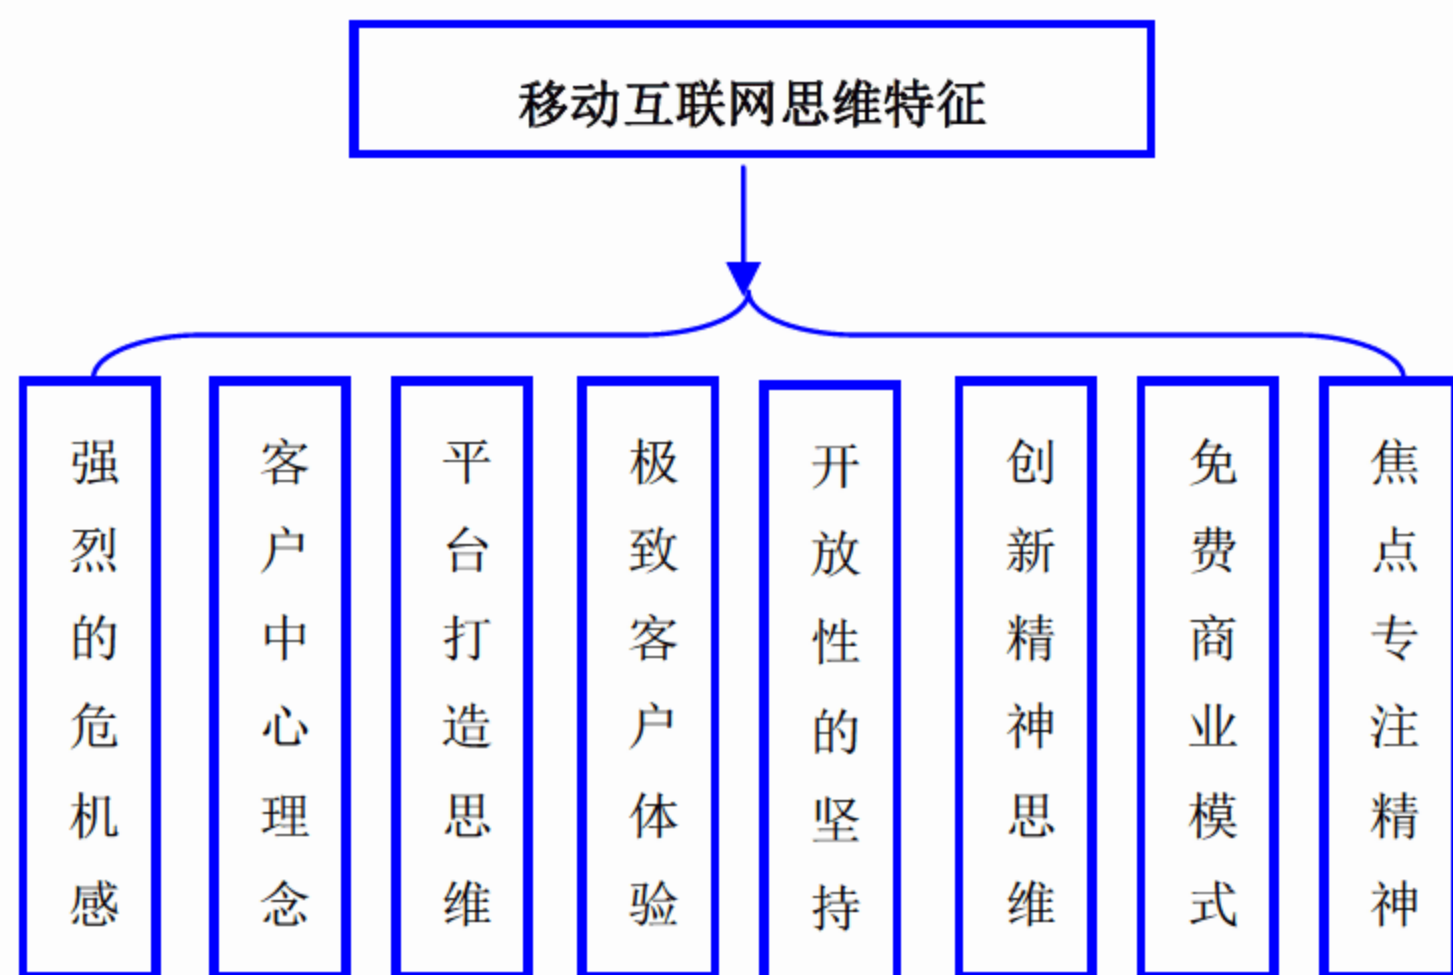 移动互联网思维特征
强烈的危机感
客户中心理念
平台打造思维
极致客户体验
开放性的坚持
创新精神思维
免费商业模式
焦点专注精神